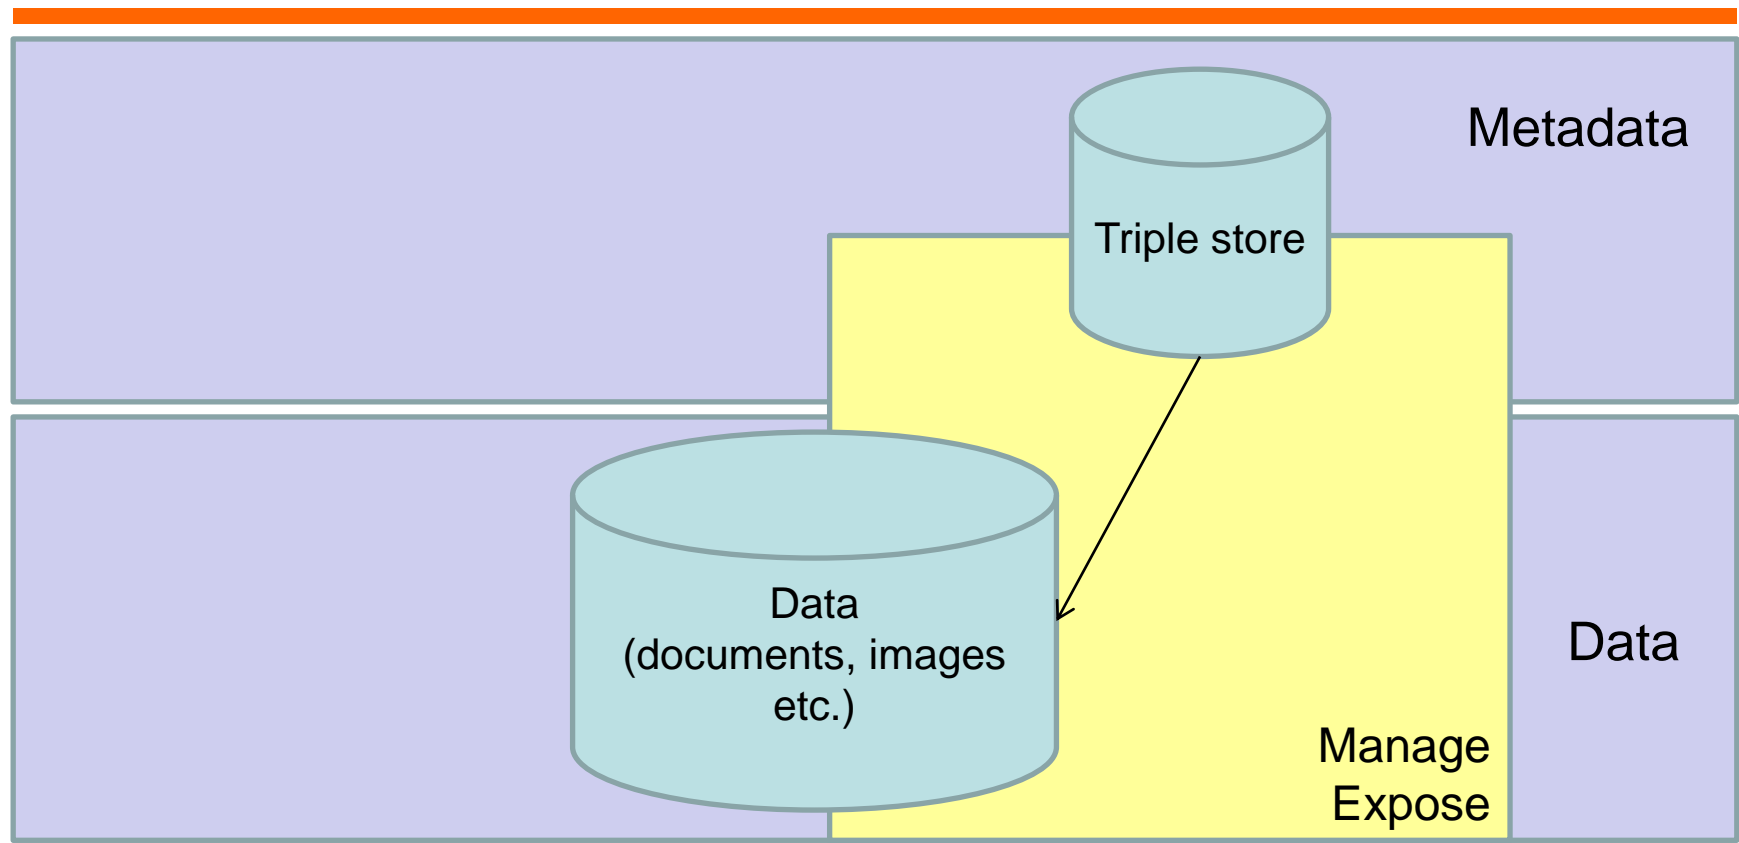 Metadata
Triple store
Data
(documents, images
etc.)
Data
Manage
Expose